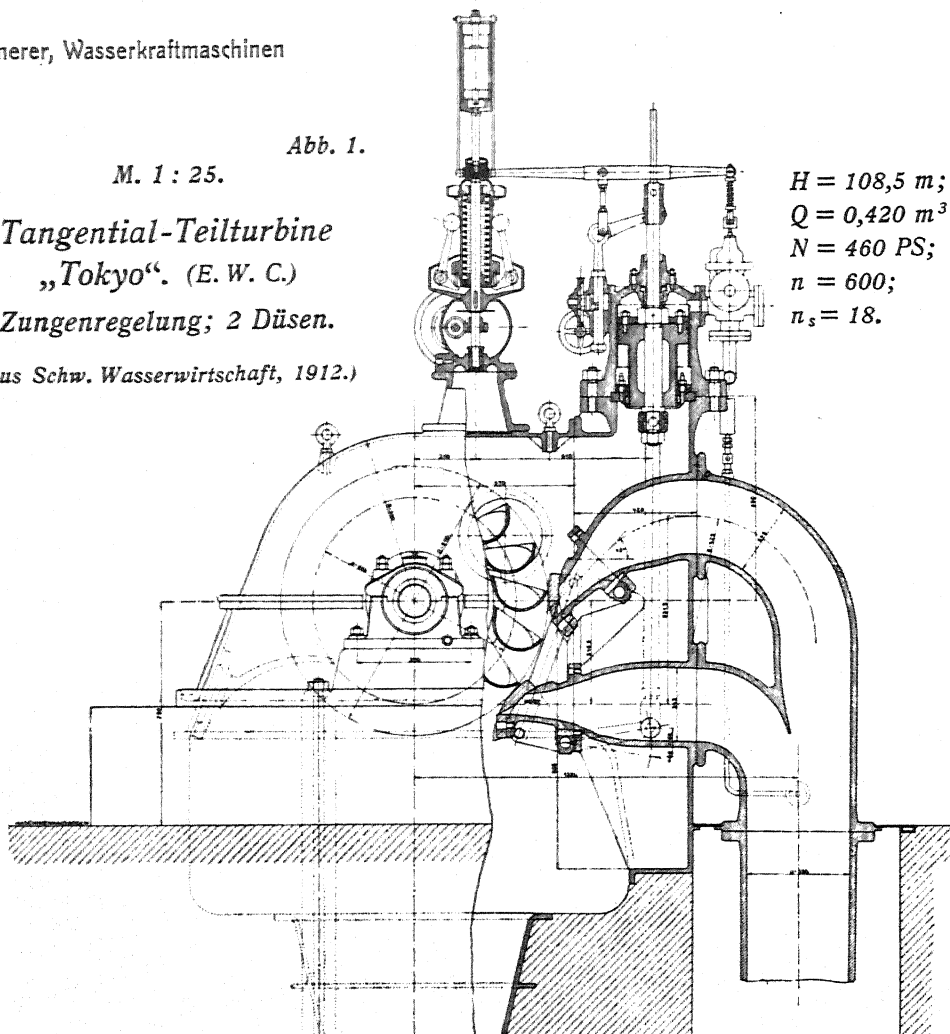 nerer, Wasserkraftmaschinen
Abb. 1.
M. 1 : 25.
Tangential-Teilturbine
„Tokyo“. (E. W. C.)
Zungenregelung; 2 Düsen.
us Schw. Wasserwirtschaft, 1912.)
H = 108,5 m;
Q = 0,420 m³
N = 460 PS;
n = 600;
nₛ = 18.